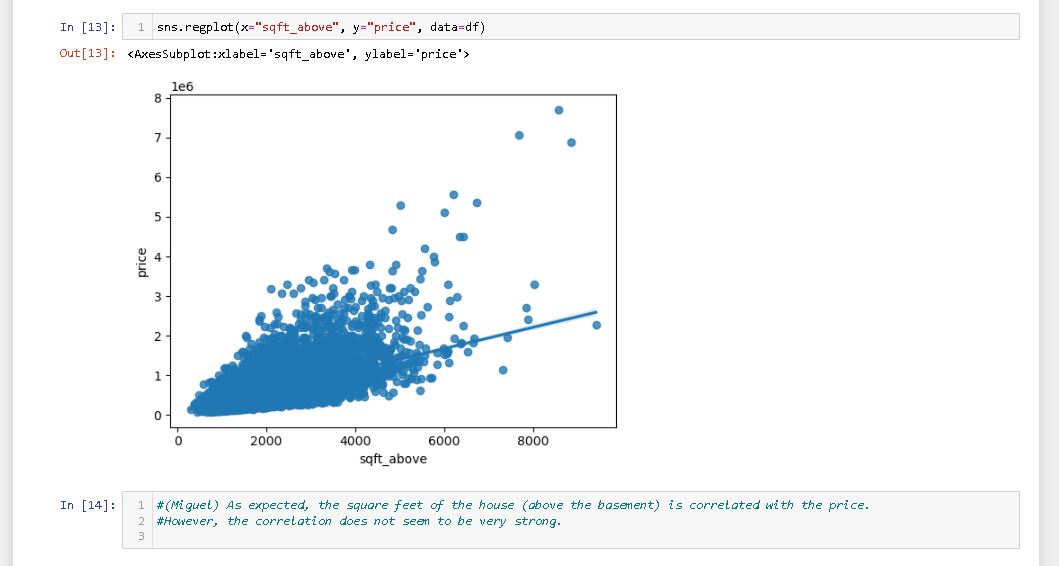 In [13]: 1 sns.regplot(x="sqft_above", y="price", data=df)
Out[13]: <AxesSubplot:xlabel='sqft_above', ylabel='price'>
1e6
8
7
6
5
4
3
2
1
0
price
0 2000 4000 6000 8000
sqft_above
In [14]: 1 #(Miguel) As expected, the square feet of the house (above the basement) is correlated with the price.
2 #However, the correlation does not seem to be very strong.
3